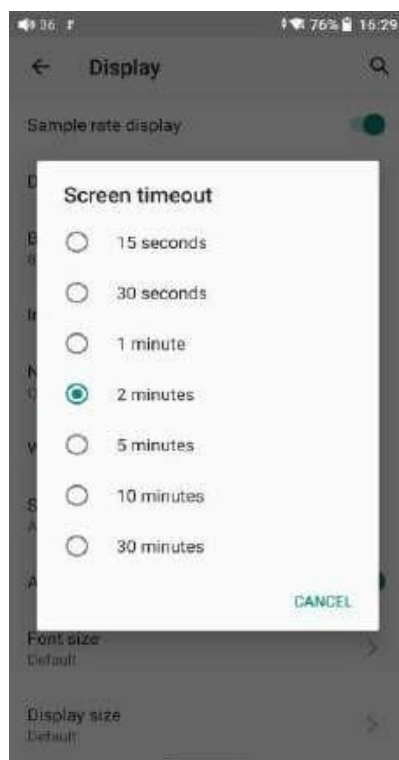 36
76% 16:29
Display
Sample rate display
Screen timeout
15 seconds
30 seconds
1 minute
2 minutes
5 minutes
10 minutes
30 minutes
CANCEL
Font size
Default
Display size
Default